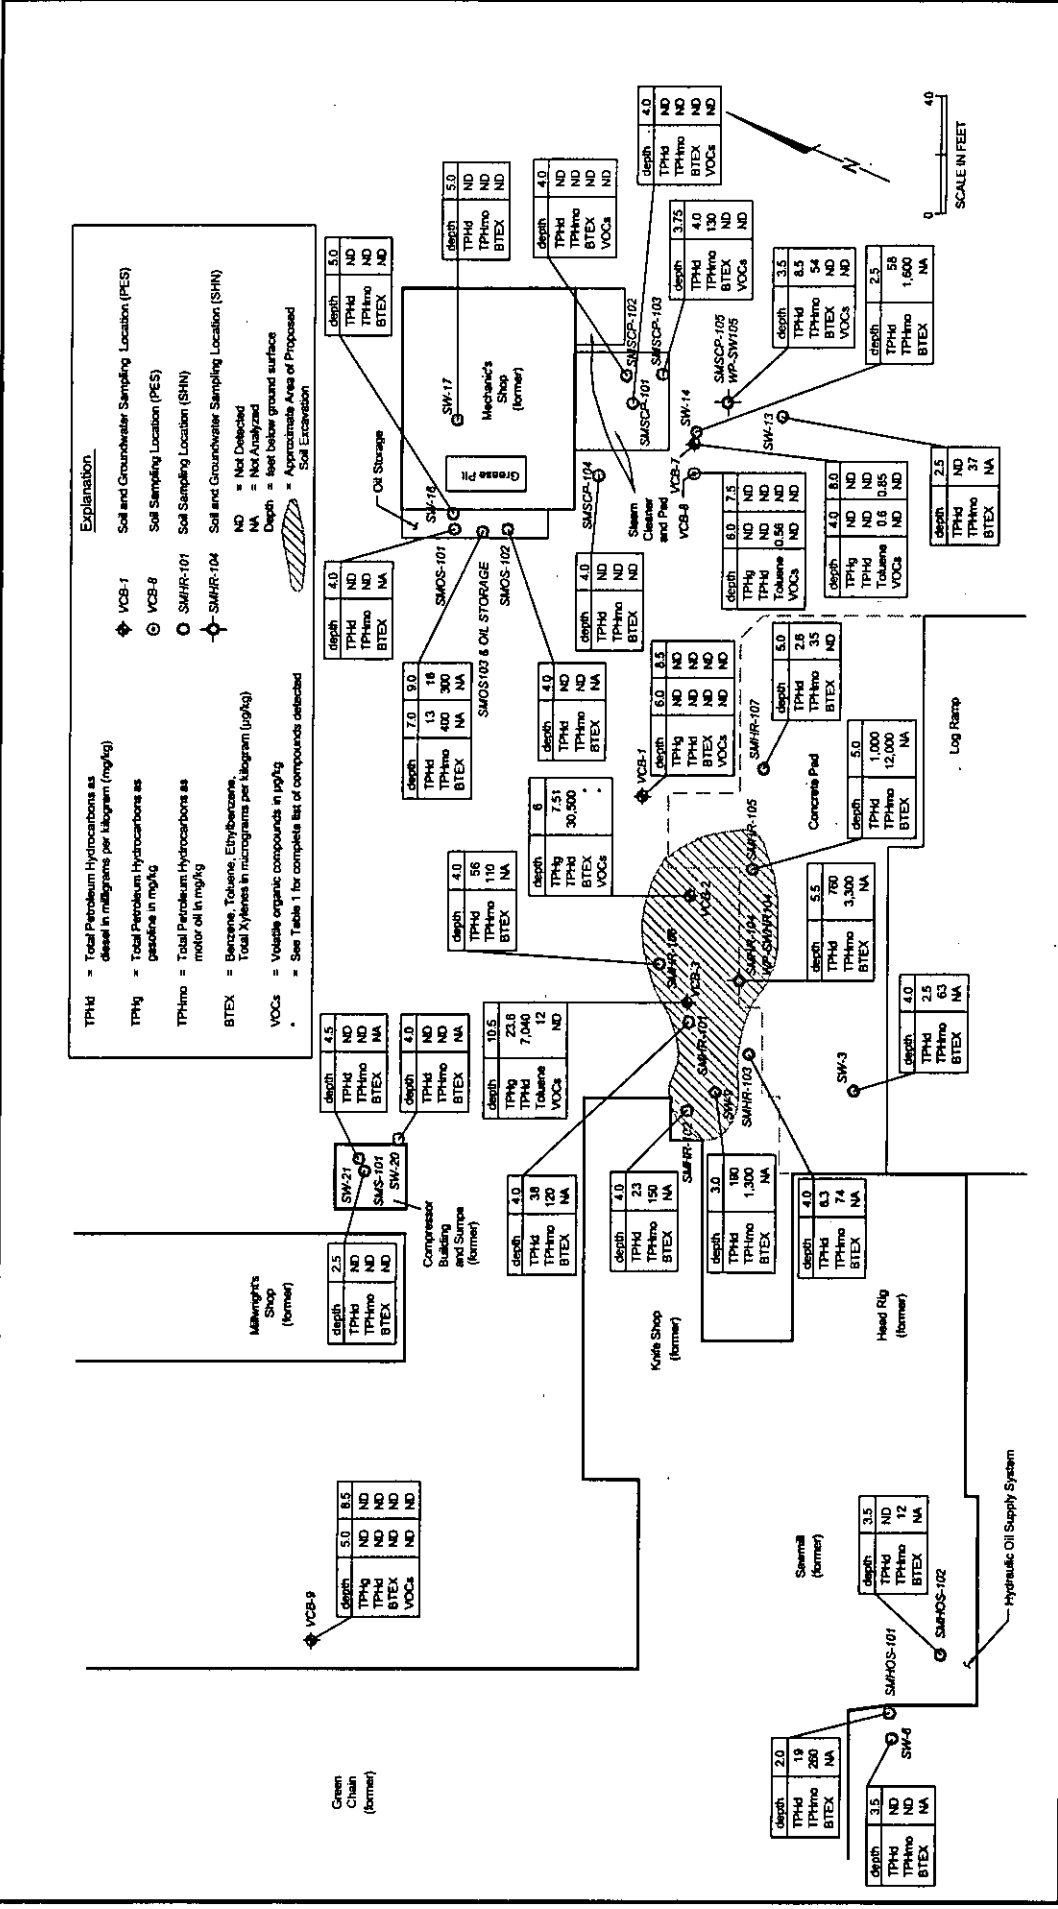 Explanation
TPHd = Total Petroleum Hydrocarbons as
diesel in milligrams per kilogram (mg/kg)
TPHg = Total Petroleum Hydrocarbons as
gasoline in mg/kg
TPHmo = Total Petroleum Hydrocarbons as
motor oil in mg/kg
BTEX = Benzene, Toluene, Ethylbenzene,
Total Xylenes in micrograms per kilogram (µg/kg)
VOCs = Volatile organic compounds in µg/kg
* = See Table 1 for complete list of compounds detected
VCB-1 Soil and Groundwater Sampling Location (PES)
VCB-8 Soil Sampling Location (PES)
SMHR-101 Soil Sampling Location (SHN)
SMHR-104 Soil and Groundwater Sampling Location (SHN)
ND = Not Detected
NA = Not Analyzed
Depth = feet below ground surface
= Approximate Area of Proposed
Soil Excavation
Green
Chain
(former)
VCB-9
depth 5.0 8.5
TPHg ND ND
TPHd ND ND
BTEX ND ND
VOCs ND ND
Millwright's
Shop
(former)
depth 2.5
TPHd ND
TPHmo ND
BTEX ND
SW-21
SMS-101
SW-20
Compressor
Building
and Sumps
(former)
depth 4.5
TPHd ND
TPHmo ND
BTEX NA
depth 4.0
TPHd ND
TPHmo ND
BTEX NA
depth 4.0
TPHd ND
TPHmo ND
BTEX NA
depth 5.0
TPHd ND
TPHmo ND
BTEX ND
Oil Storage
SW-16
SMOS-101
SMOS103 & OIL STORAGE
SMOS-102
Grease Pit
SW-17
Mechanic's
Shop
(former)
depth 5.0
TPHd ND
TPHmo ND
BTEX ND
depth 7.0 9.0
TPHd 13 16
TPHmo 400 300
BTEX NA NA
depth 4.0
TPHd ND
TPHmo ND
BTEX NA
depth 4.0
TPHd ND
TPHmo ND
BTEX ND
VOCs ND
depth 4.0
TPHd ND
TPHmo ND
BTEX ND
VOCs ND
SMSCP-102
SMSCP-101
SMSCP-103
SMSCP-104
Steam
Cleaner
and Pad
depth 4.0
TPHd ND
TPHmo ND
BTEX ND
depth 3.75
TPHd 4.0
TPHmo 130
BTEX ND
VOCs ND
SW-14
VCB-7
VCB-8
SMSCP-105
WP-SW105
SW-13
depth 3.5
TPHd 8.5
TPHmo 54
BTEX ND
VOCs ND
depth 2.5
TPHd 58
TPHmo 1,600
BTEX NA
depth 6.0 7.5
TPHg ND ND
TPHd ND ND
Toluene 0.56 ND
VOCs ND ND
depth 4.0 8.0
TPHg ND ND
TPHd ND ND
Toluene 0.6 0.85
VOCs ND ND
depth 2.5
TPHd ND
TPHmo 37
BTEX NA
N
0 40
SCALE IN FEET
depth 4.0
TPHd 56
TPHmo 110
BTEX NA
depth 6
TPHg 7.51
TPHd 30,500
BTEX *
VOCs *
VCB-1
depth 6.0 8.5
TPHg ND ND
TPHd ND ND
BTEX ND ND
VOCs ND ND
depth 10.5
TPHg 23.8
TPHd 7,040
Toluene 12
VOCs ND
depth 4.0
TPHd 38
TPHmo 120
BTEX NA
depth 4.0
TPHd 23
TPHmo 150
BTEX NA
depth 3.0
TPHd 190
TPHmo 1,300
BTEX NA
depth 4.0
TPHd 6.3
TPHmo 74
BTEX NA
SMHR-102
SMHR-103
SMHR-101
VCB-3
SMHR-106
VCB-2
SMHR-104
WP-SWHR104
SMHR-105
SMHR-107
depth 5.0
TPHd 2.6
TPHmo 35
BTEX ND
Concrete Pad
depth 5.0
TPHd 1,000
TPHmo 12,000
BTEX NA
depth 5.5
TPHd 760
TPHmo 3,300
BTEX NA
SW-3
depth 4.0
TPHd 2.5
TPHmo 63
BTEX NA
Log Ramp
Knife Shop
(former)
Head Rig
(former)
Sawmill
(former)
depth 3.5
TPHd ND
TPHmo 12
BTEX NA
SMHOS-102
SMHOS-101
Hydraulic Oil Supply System
SW-6
depth 2.0
TPHd 19
TPHmo 260
BTEX NA
depth 3.5
TPHd ND
TPHmo ND
BTEX NA